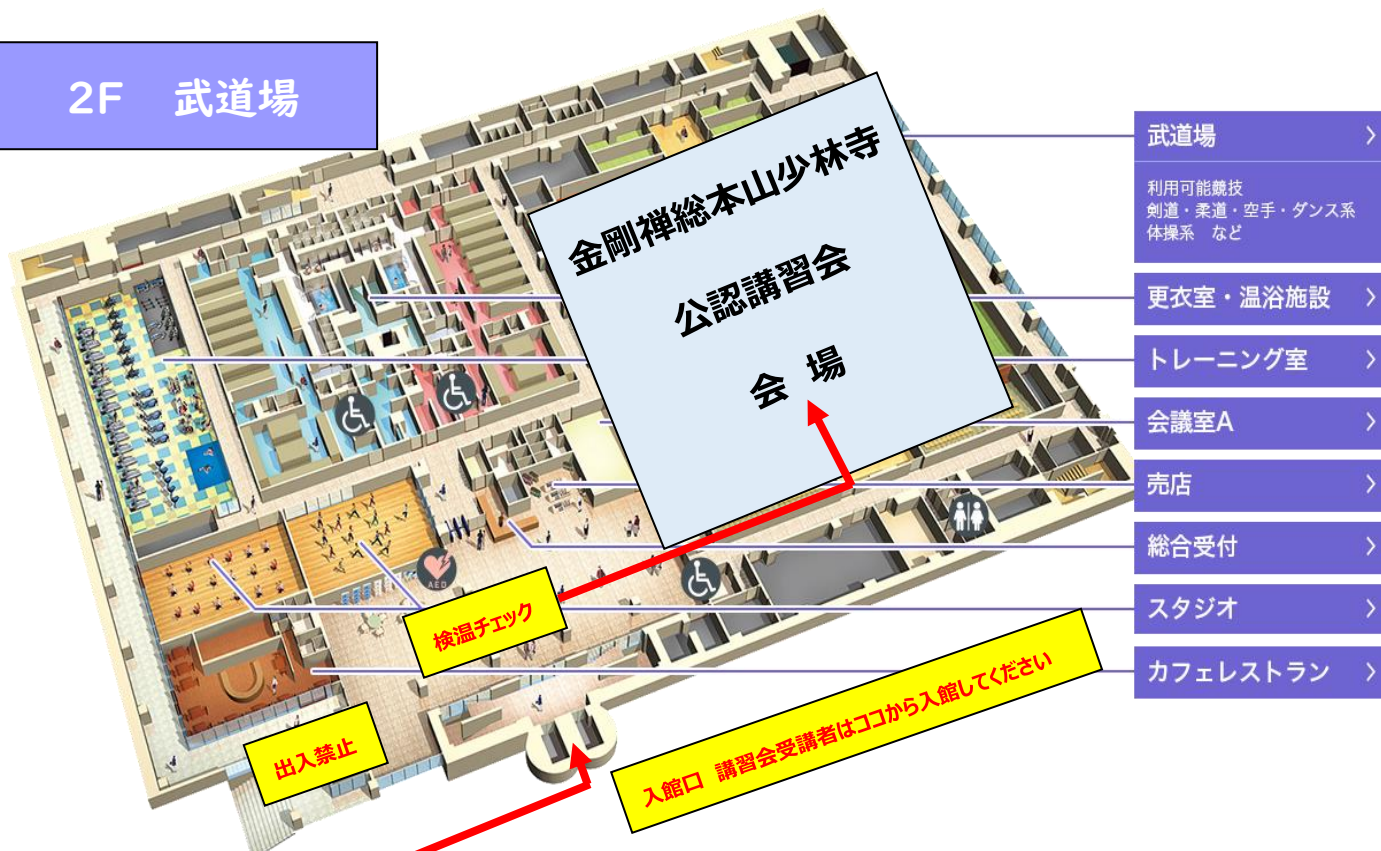 2F 武道場
金剛禅総本山少林寺
公認講習会
会 場
武道場
利用可能競技
剣道・柔道・空手・ダンス系
体操系 など
更衣室・温浴施設
トレーニング室
会議室A
売店
総合受付
スタジオ
カフェレストラン
AED
検温チェック
入館口 講習会受講者はココから入館してください
出入禁止